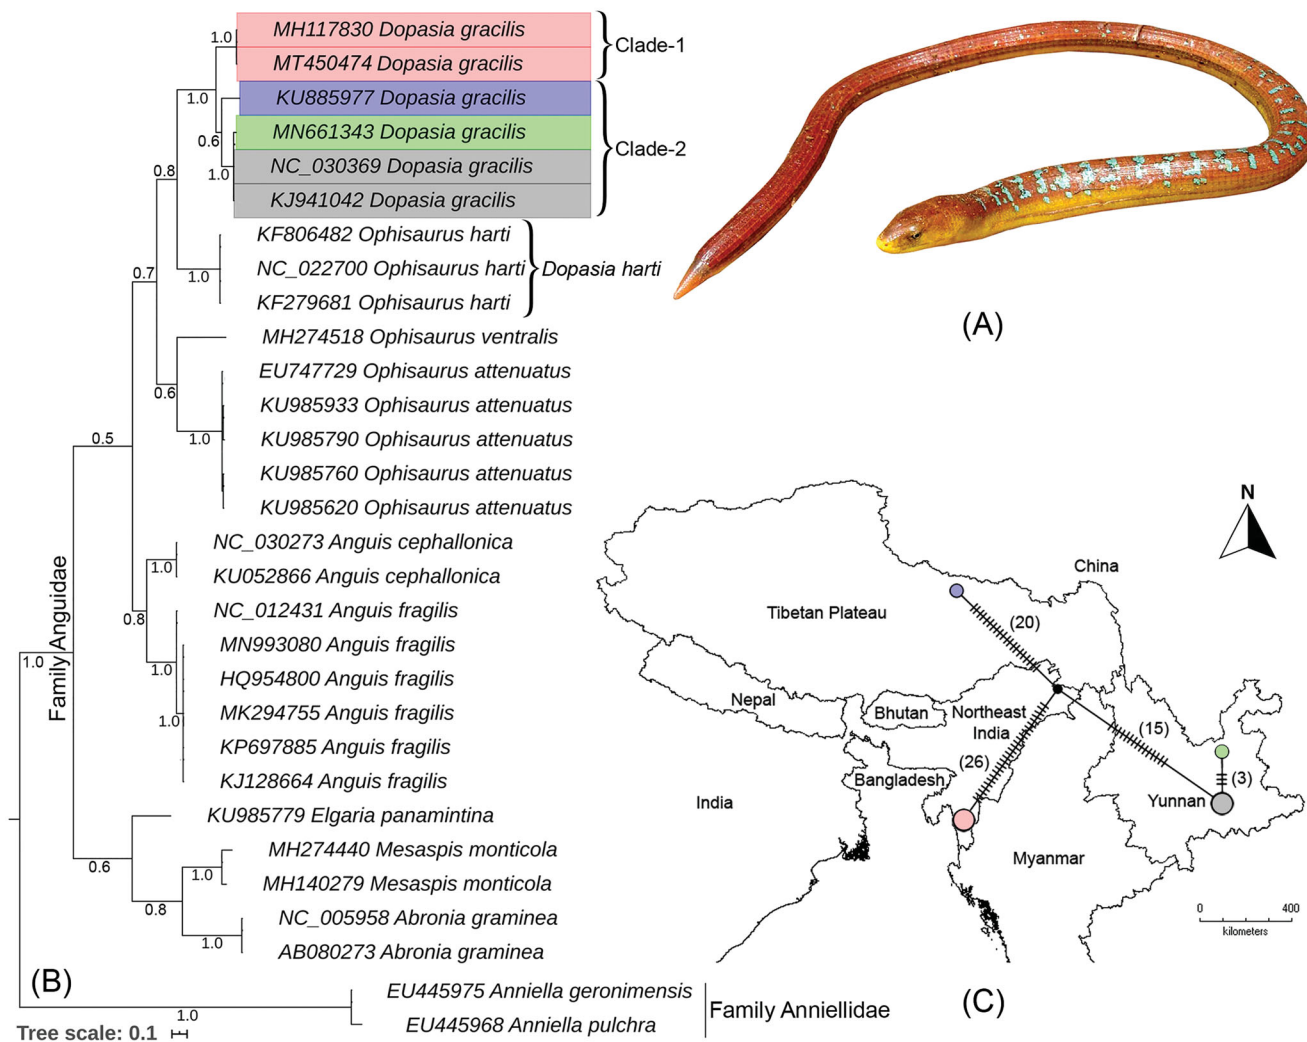 1.0
MH117830 Dopasia gracilis
MT450474 Dopasia gracilis
Clade-1
1.0
KU885977 Dopasia gracilis
0.6
MN661343 Dopasia gracilis
Clade-2
1.0
NC_030369 Dopasia gracilis
KJ941042 Dopasia gracilis
0.8
KF806482 Ophisaurus harti
1.0
NC_022700 Ophisaurus harti
Dopasia harti
KF279681 Ophisaurus harti
0.7
MH274518 Ophisaurus ventralis
0.6
EU747729 Ophisaurus attenuatus
KU985933 Ophisaurus attenuatus
1.0
KU985790 Ophisaurus attenuatus
KU985760 Ophisaurus attenuatus
KU985620 Ophisaurus attenuatus
0.5
NC_030273 Anguis cephallonica
1.0
KU052866 Anguis cephallonica
0.8
NC_012431 Anguis fragilis
MN993080 Anguis fragilis
1.0
HQ954800 Anguis fragilis
MK294755 Anguis fragilis
1.0
KP697885 Anguis fragilis
KJ128664 Anguis fragilis
Family Anguidae
1.0
KU985779 Elgaria panamintina
0.6
MH274440 Mesaspis monticola
1.0
MH140279 Mesaspis monticola
0.8
NC_005958 Abronia graminea
1.0
AB080273 Abronia graminea
(B)
EU445975 Anniella geronimensis
1.0
EU445968 Anniella pulchra
Family Anniellidae
Tree scale: 0.1
(A)
N
China
Tibetan Plateau
(20)
Nepal
Bhutan
Northeast
India
(15)
(26)
Bangladesh
(3)
India
Yunnan
Myanmar
0
400
kilometers
(C)